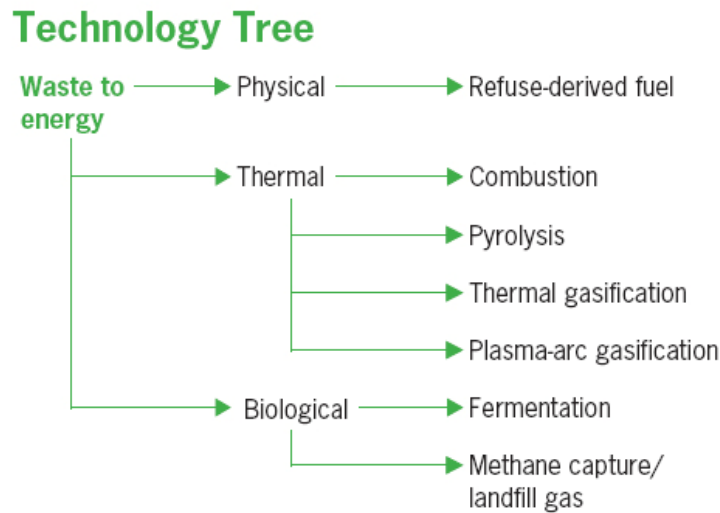 Technology Tree
Waste to energy
Physical
Refuse-derived fuel
Thermal
Combustion
Pyrolysis
Thermal gasification
Plasma-arc gasification
Biological
Fermentation
Methane capture/
landfill gas